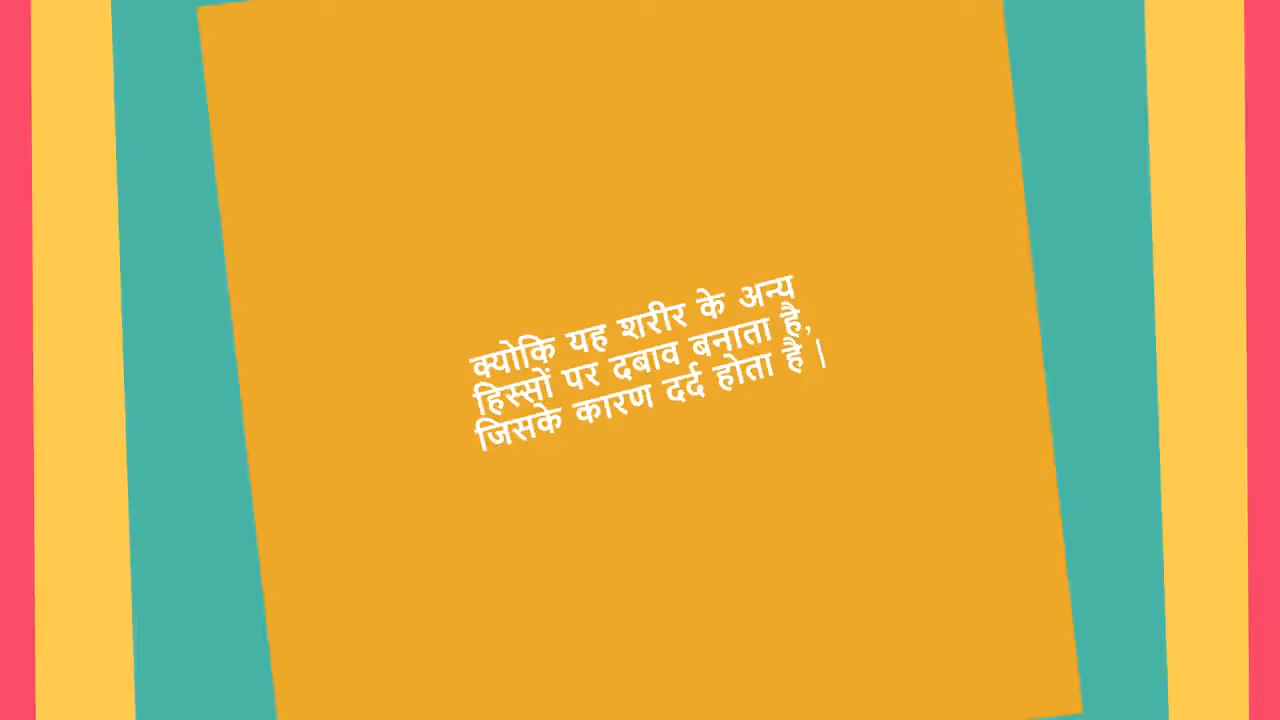 क्योकि यह शरीर के अन्य
हिस्सों पर दबाव बनाता है,
जिसके कारण दर्द होता है |